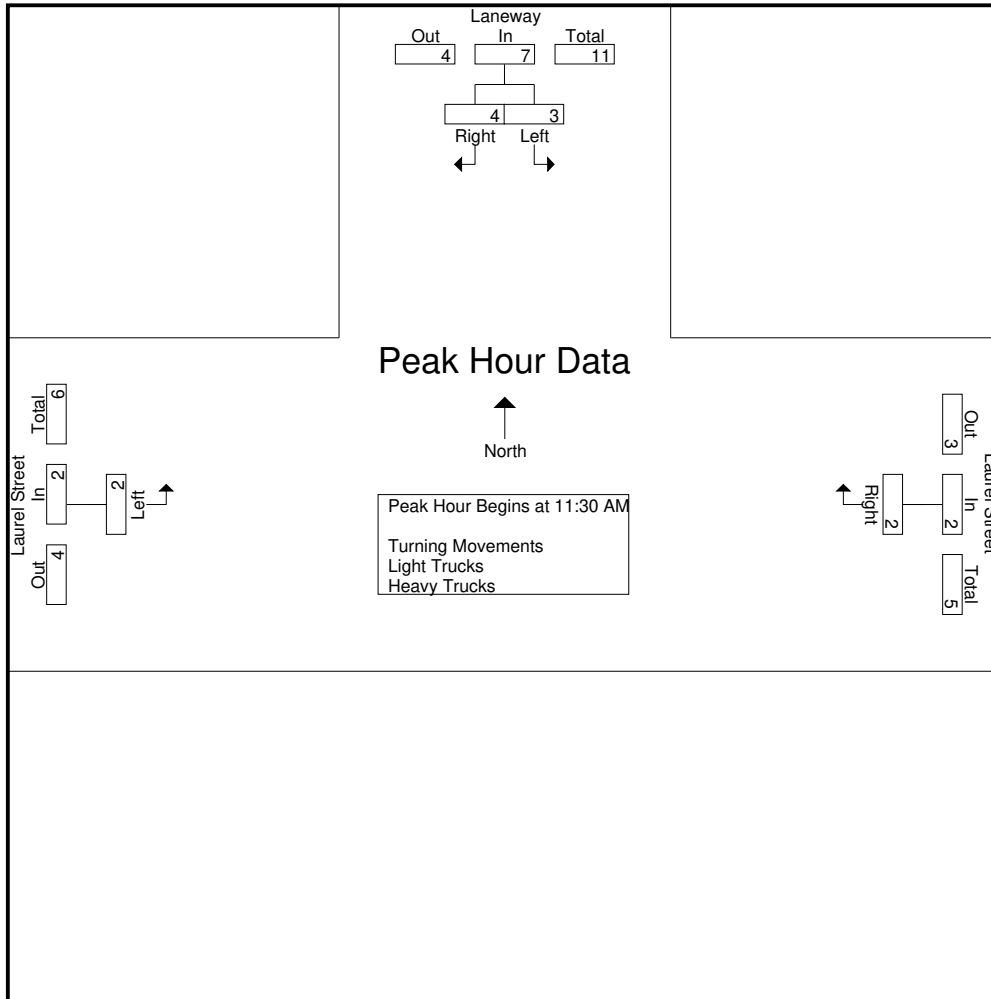 Laneway
Out In Total
4 7 11
4 3
Right Left
Peak Hour Data
North
Peak Hour Begins at 11:30 AM
Turning Movements
Light Trucks
Heavy Trucks
Laurel Street
Out In Total
4 2 6
2
Left
Laurel Street
Out In Total
3 2 5
2
Right